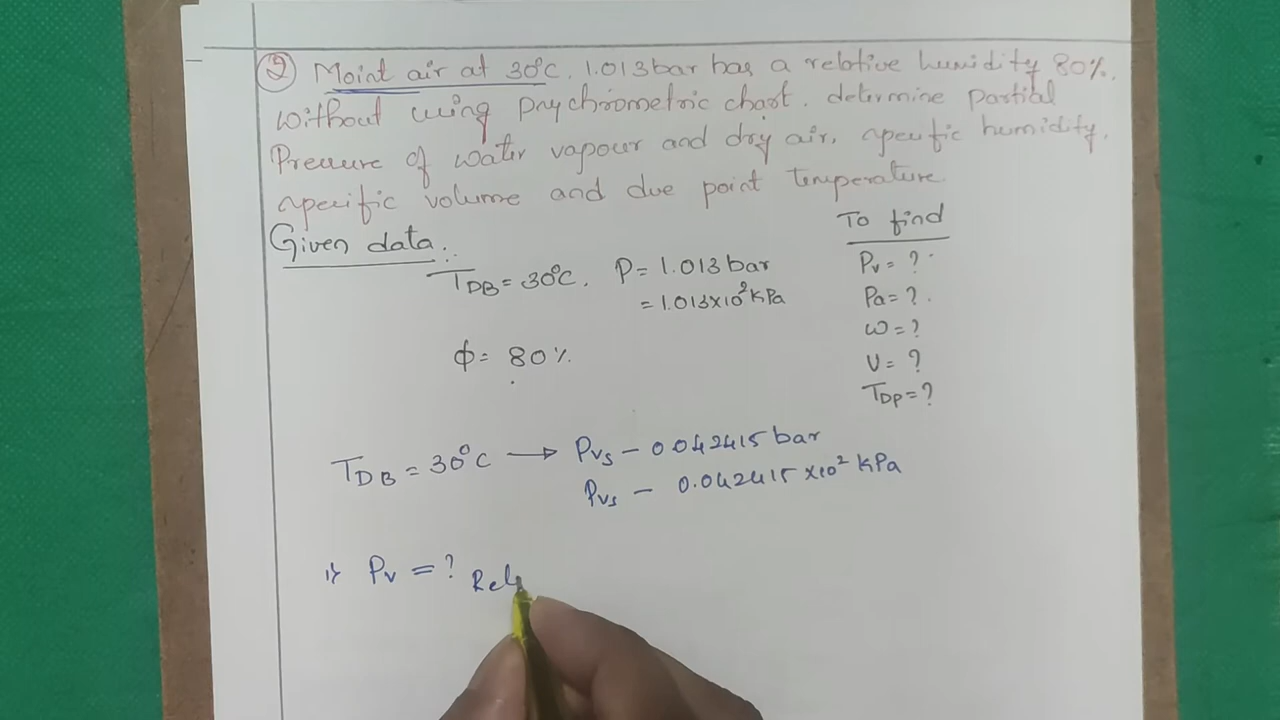 2 Moint air at 30°C, 1.013 bar has a relative humidity 80%.
without using psychrometric chart. determine partial
Pressure of water vapour and dry air, specific humidity,
specific volume and due point temperature.
To find
Given data:
TDB = 30°C. P = 1.013 bar
= 1.013×10² kPa
Pv = ?
Pa = ?.
ω = ?
ϕ = 80%.
V = ?
TDP = ?
TDB = 30°C → Pvs – 0.042415 bar
Pvs – 0.042415 ×10² kPa
1) Pv = ? Rel